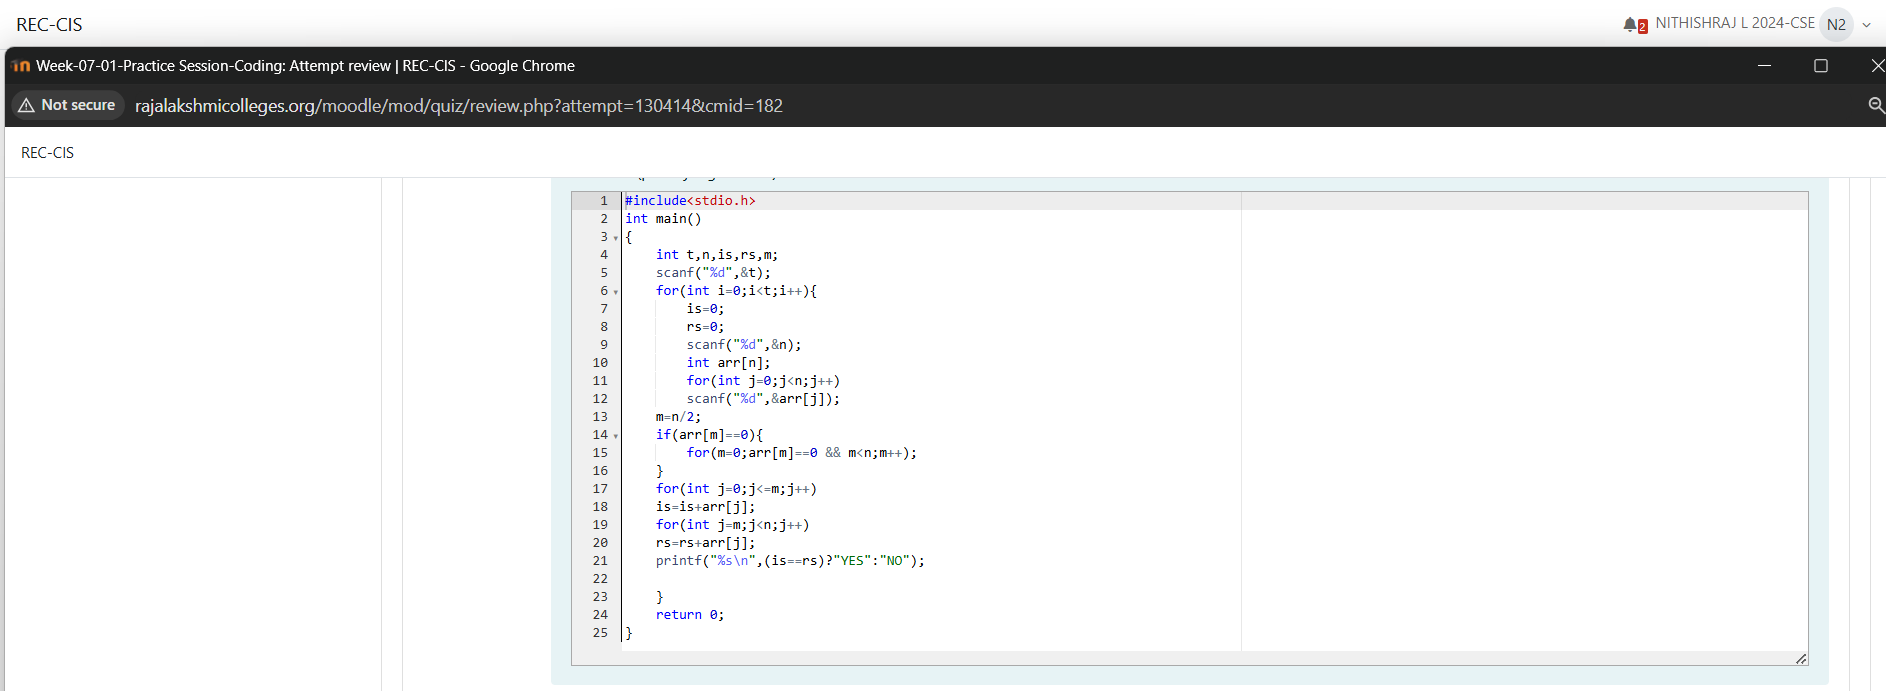 REC-CIS
2 NITHISHRAJ L 2024-CSE N2
Week-07-01-Practice Session-Coding: Attempt review | REC-CIS - Google Chrome
Not secure rajalakshmicolleges.org/moodle/mod/quiz/review.php?attempt=130414&cmid=182
REC-CIS
1 #include<stdio.h>
2 int main()
3 {
4 int t,n,is,rs,m;
5 scanf("%d",&t);
6 for(int i=0;i<t;i++){
7 is=0;
8 rs=0;
9 scanf("%d",&n);
10 int arr[n];
11 for(int j=0;j<n;j++)
12 scanf("%d",&arr[j]);
13 m=n/2;
14 if(arr[m]==0){
15 for(m=0;arr[m]==0 && m<n;m++);
16 }
17 for(int j=0;j<=m;j++)
18 is=is+arr[j];
19 for(int j=m;j<n;j++)
20 rs=rs+arr[j];
21 printf("%s\n",(is==rs)?"YES":"NO");
22
23 }
24 return 0;
25 }